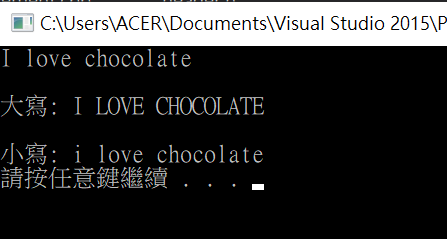 C:\Users\ACER\Documents\Visual Studio 2015\P
I love chocolate
大寫: I LOVE CHOCOLATE
小寫: i love chocolate
請按任意鍵繼續 . . .